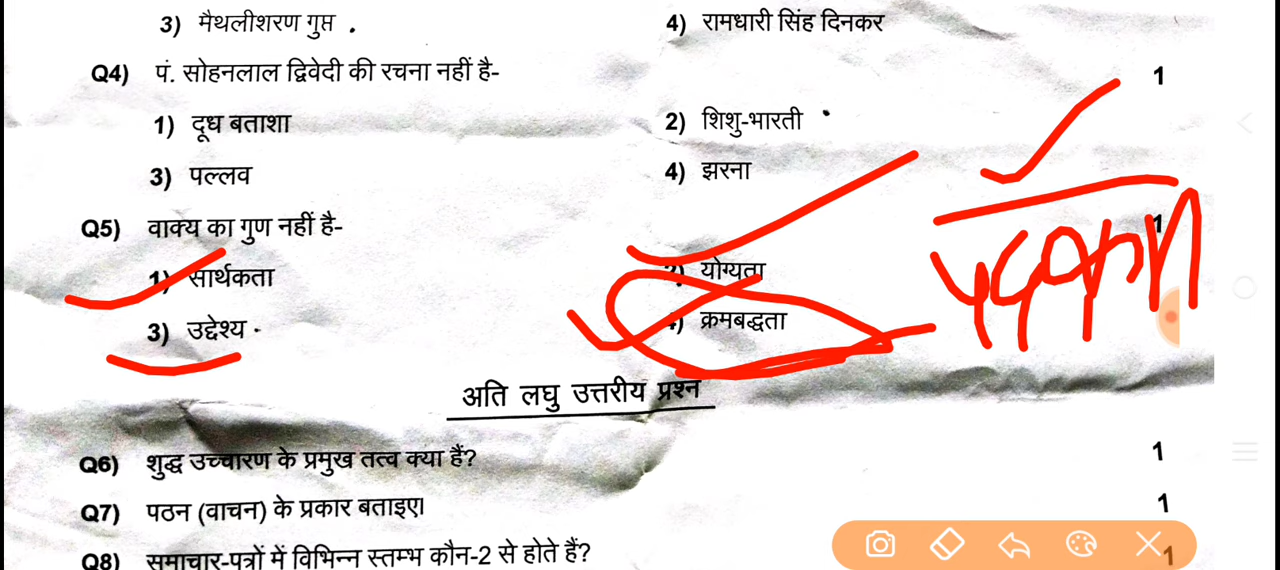 3) मैथलीशरण गुप्त .
4) रामधारी सिंह दिनकर
Q4) पं. सोहनलाल द्विवेदी की रचना नहीं है- 1
1) दूध बताशा
2) शिशु-भारती
3) पल्लव
4) झरना
Q5) वाक्य का गुण नहीं है- 1
1) सार्थकता
2) योग्यता
3) उद्देश्य
4) क्रमबद्धता
अति लघु उत्तरीय प्रश्न
Q6) शुद्ध उच्चारण के प्रमुख तत्व क्या हैं? 1
Q7) पठन (वाचन) के प्रकार बताइए। 1
Q8) समाचार-पत्रों में विभिन्न स्तम्भ कौन-2 से होते हैं? 1